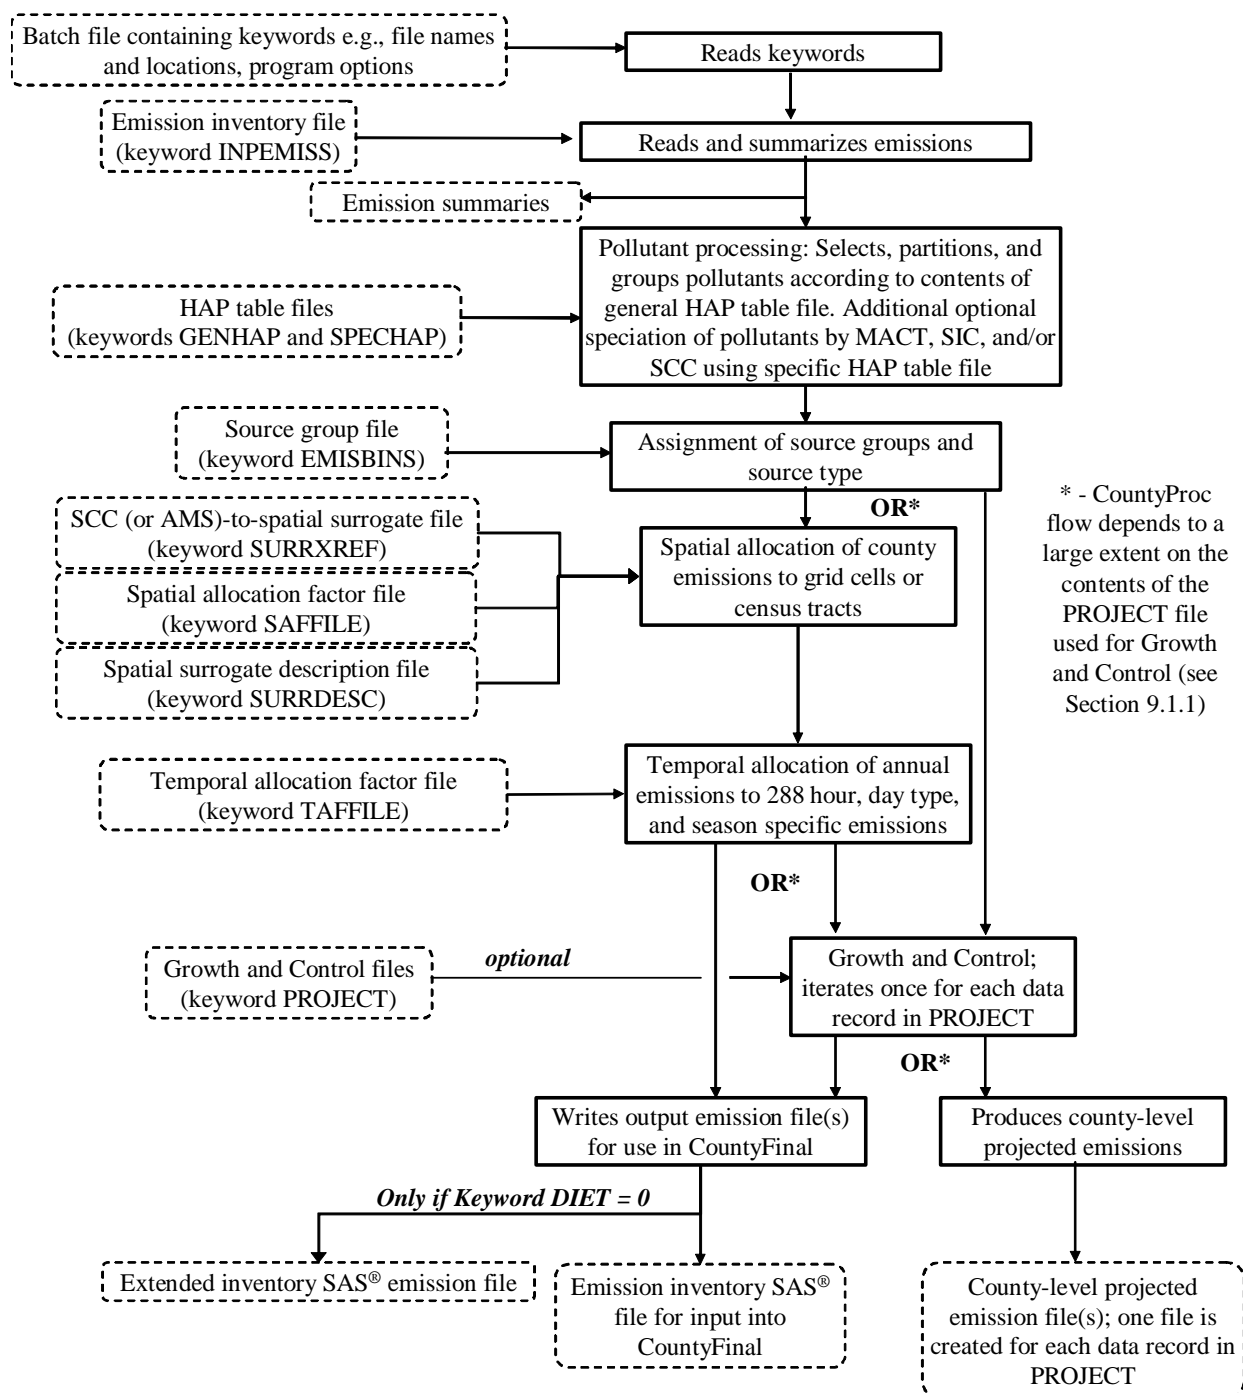 Batch file containing keywords e.g., file names
and locations, program options
Reads keywords
Emission inventory file
(keyword INPEMISS)
Reads and summarizes emissions
Emission summaries
Pollutant processing: Selects, partitions, and
groups pollutants according to contents of
general HAP table file. Additional optional
speciation of pollutants by MACT, SIC, and/or
SCC using specific HAP table file
HAP table files
(keywords GENHAP and SPECHAP)
Source group file
(keyword EMISBINS)
Assignment of source groups and
source type
OR*
SCC (or AMS)-to-spatial surrogate file
(keyword SURRXREF)
Spatial allocation factor file
(keyword SAFFILE)
Spatial surrogate description file
(keyword SURRDESC)
Spatial allocation of county
emissions to grid cells or
census tracts
* - CountyProc
flow depends to a
large extent on the
contents of the
PROJECT file
used for Growth
and Control (see
Section 9.1.1)
Temporal allocation factor file
(keyword TAFFILE)
Temporal allocation of annual
emissions to 288 hour, day type,
and season specific emissions
OR*
Growth and Control files
(keyword PROJECT)
optional
Growth and Control;
iterates once for each data
record in PROJECT
OR*
Writes output emission file(s)
for use in CountyFinal
Produces county-level
projected emissions
Only if Keyword DIET = 0
Extended inventory SAS® emission file
Emission inventory SAS®
file for input into
CountyFinal
County-level projected
emission file(s); one file is
created for each data record in
PROJECT